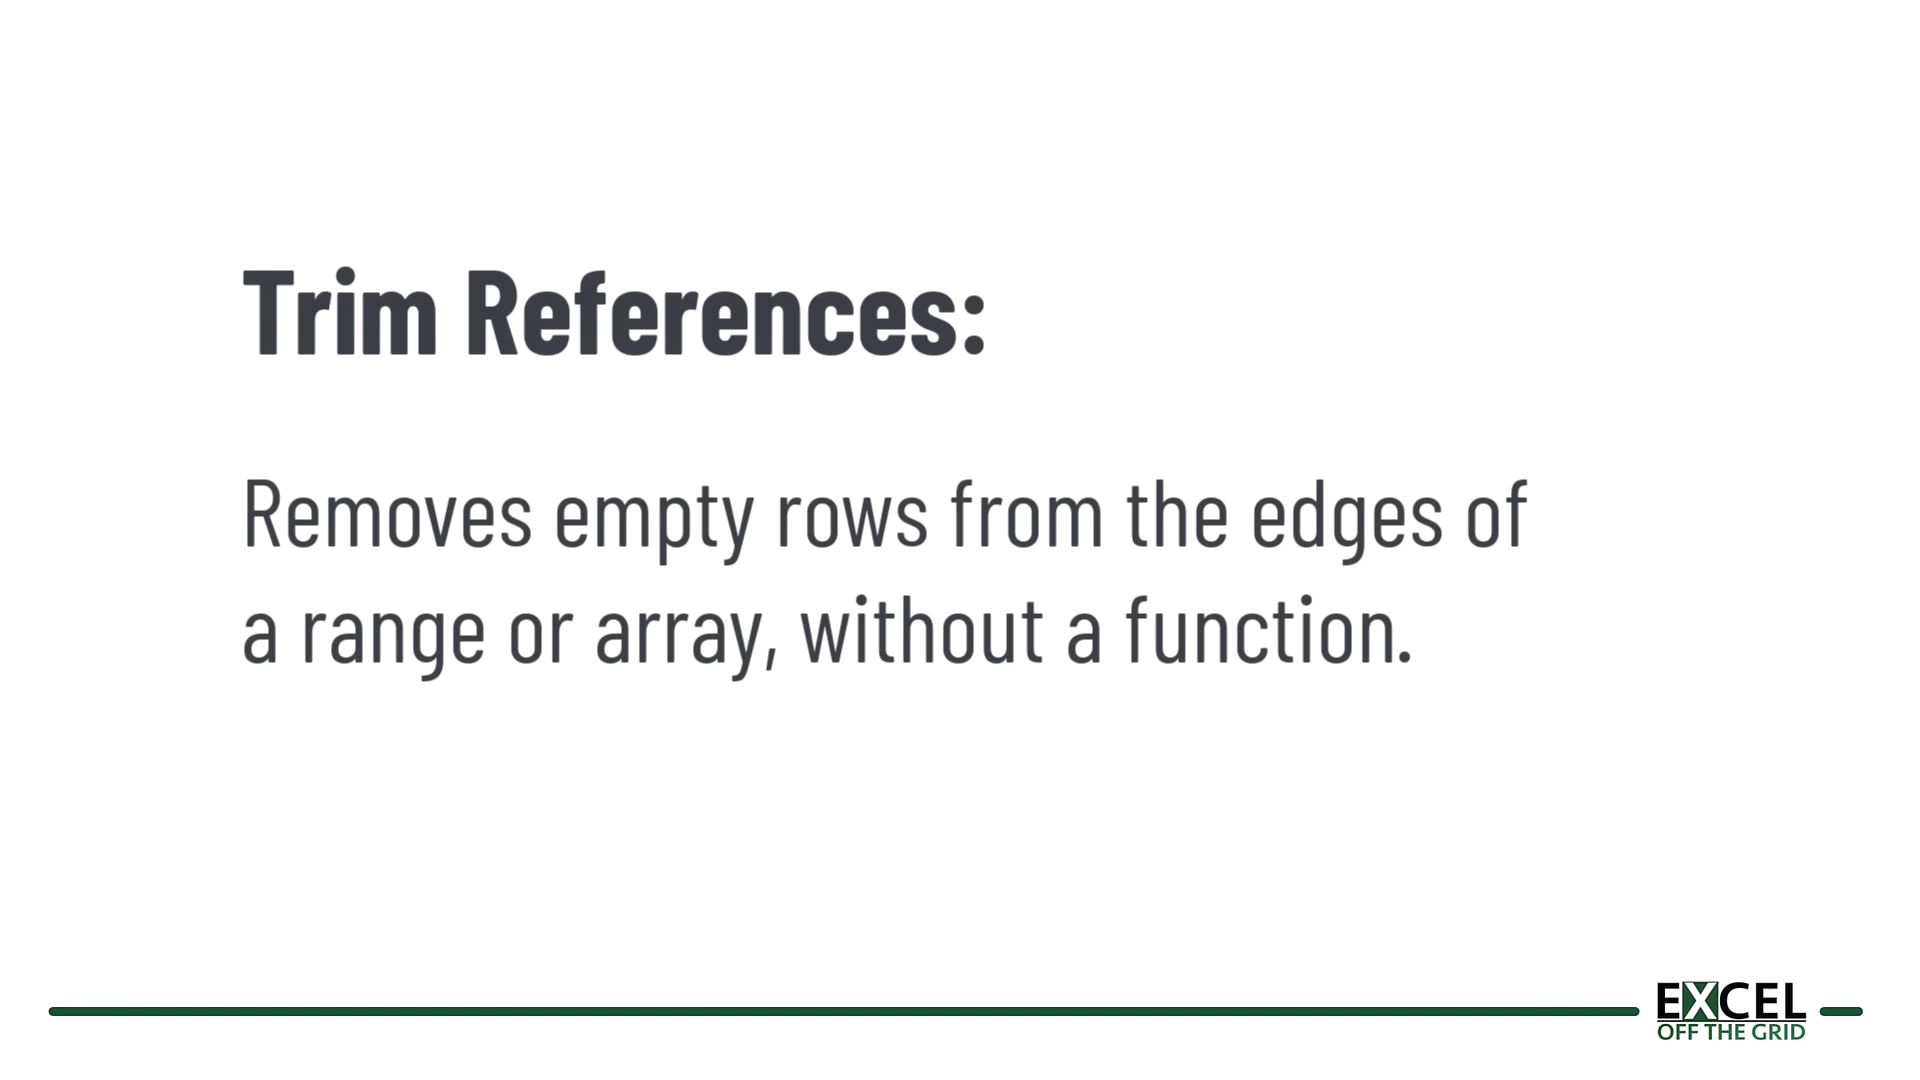 Trim References:
Removes empty rows from the edges of
a range or array, without a function.
EXCEL
OFF THE GRID